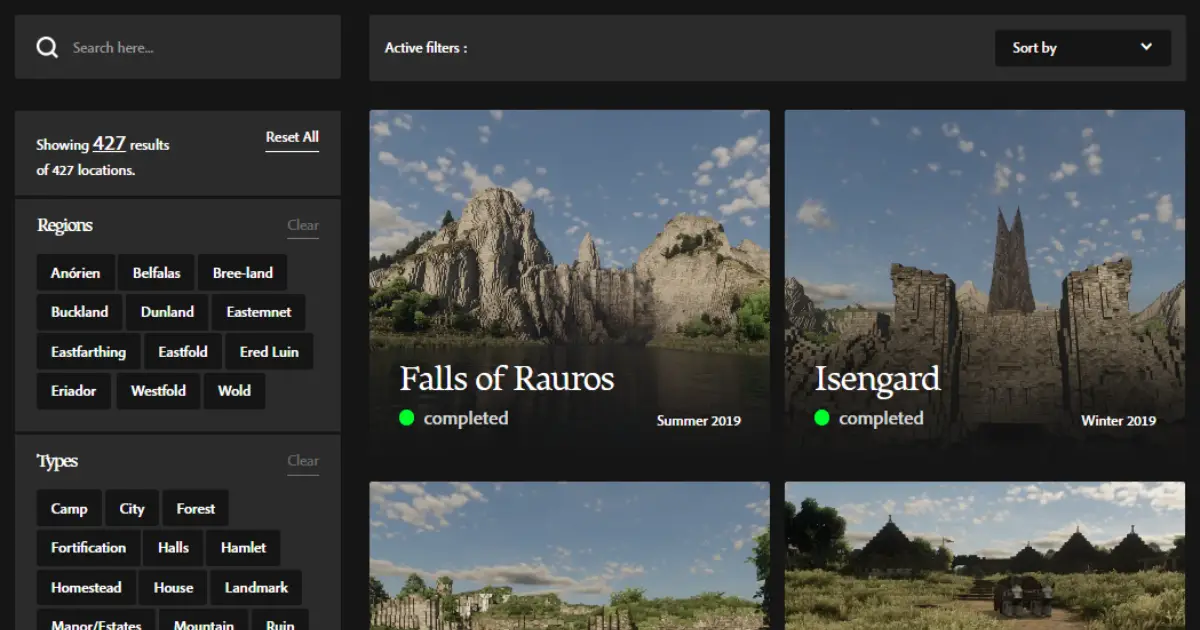 Search here...
Active filters :
Sort by
Showing 427 results
of 427 locations.
Reset All
Regions
Clear
Anórien
Belfalas
Bree-land
Buckland
Dunland
Eastemnet
Eastfarthing
Eastfold
Ered Luin
Eriador
Westfold
Wold
Types
Clear
Camp
City
Forest
Fortification
Halls
Hamlet
Homestead
House
Landmark
Manor/Estates
Mountain
Ruin
Falls of Rauros
completed
Summer 2019
Isengard
completed
Winter 2019